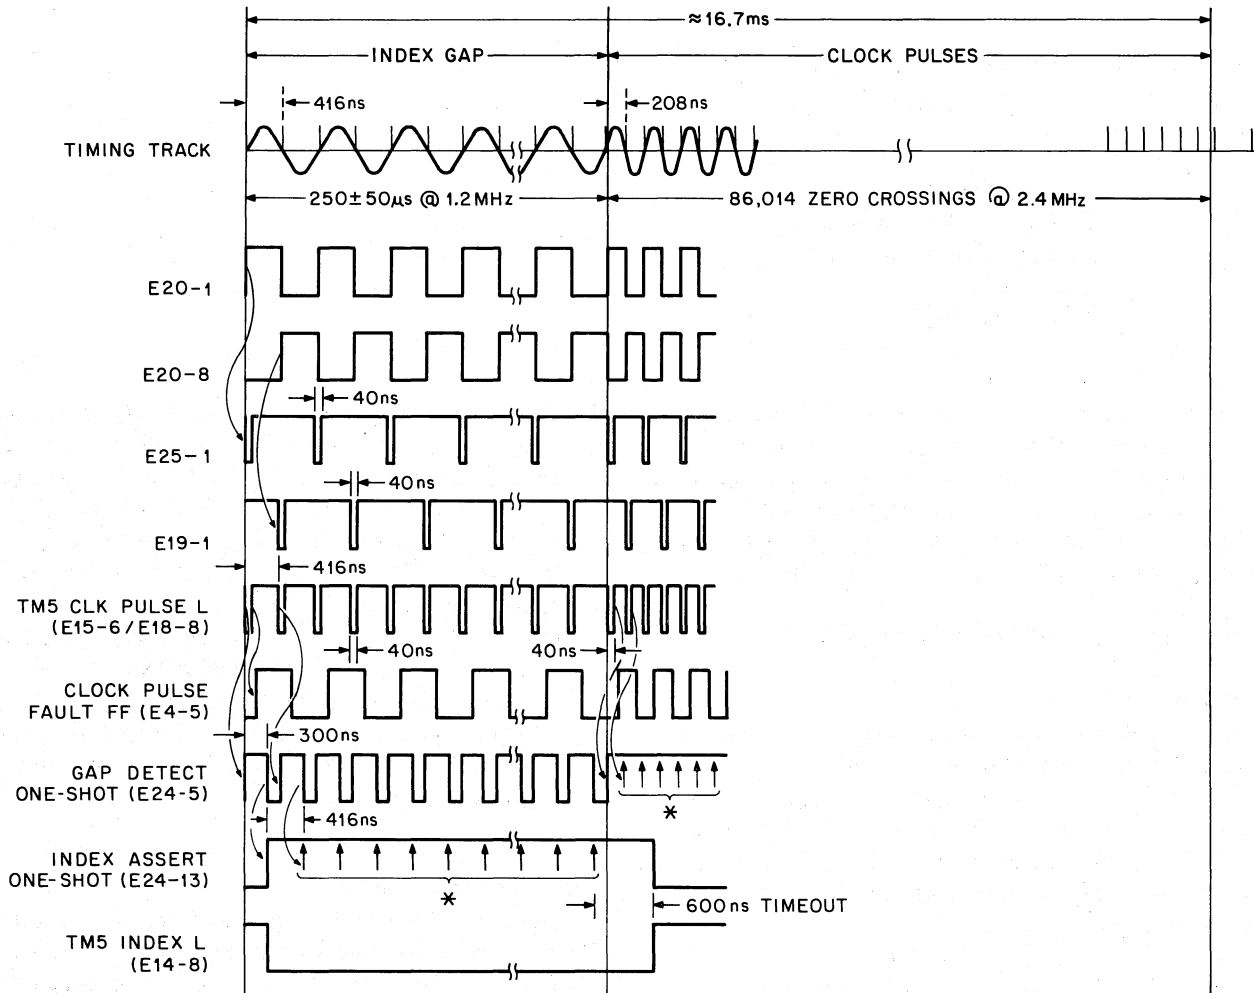 ≈16.7ms
INDEX GAP
CLOCK PULSES
416ns
208ns
TIMING TRACK
250±50μs @ 1.2MHz
86,014 ZERO CROSSINGS @ 2.4MHz
E20-1
E20-8
40ns
E25-1
40ns
E19-1
416ns
TM5 CLK PULSE L
(E15-6/E18-8)
40ns
40ns
CLOCK PULSE
FAULT FF (E4-5)
300ns
GAP DETECT
ONE-SHOT (E24-5)
*
416ns
INDEX ASSERT
ONE-SHOT (E24-13)
*
600ns TIMEOUT
TM5 INDEX L
(E14-8)